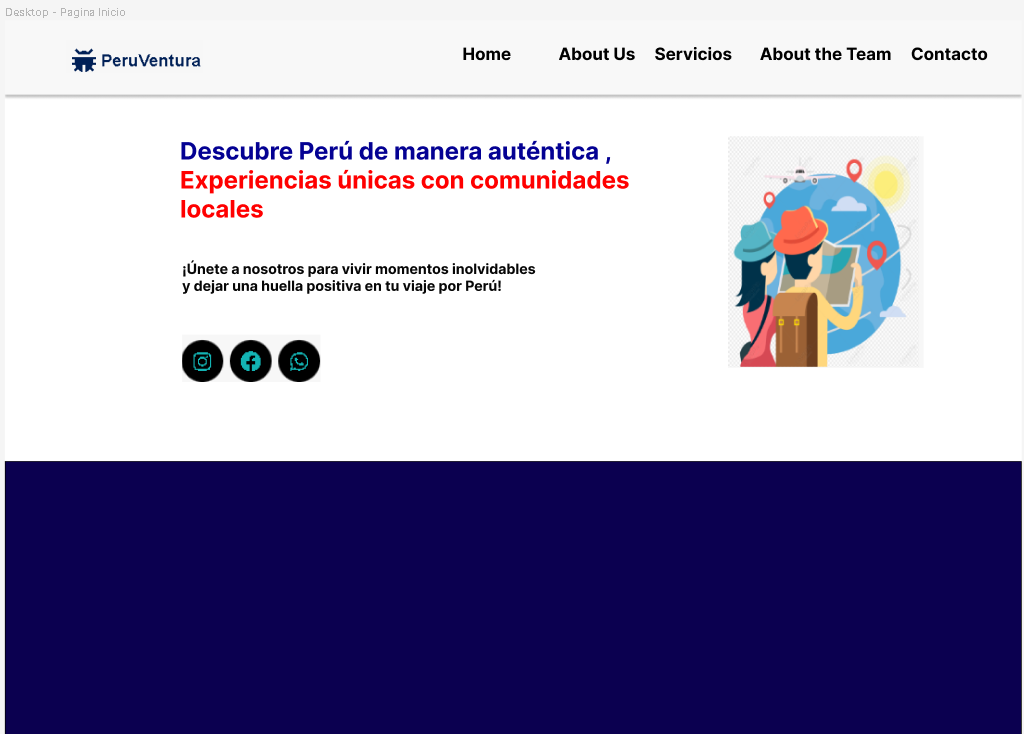 Desktop - Pagina Inicio
PeruVentura
Home About Us Servicios About the Team Contacto
Descubre Perú de manera auténtica ,
Experiencias únicas con comunidades
locales
¡Únete a nosotros para vivir momentos inolvidables
y dejar una huella positiva en tu viaje por Perú!